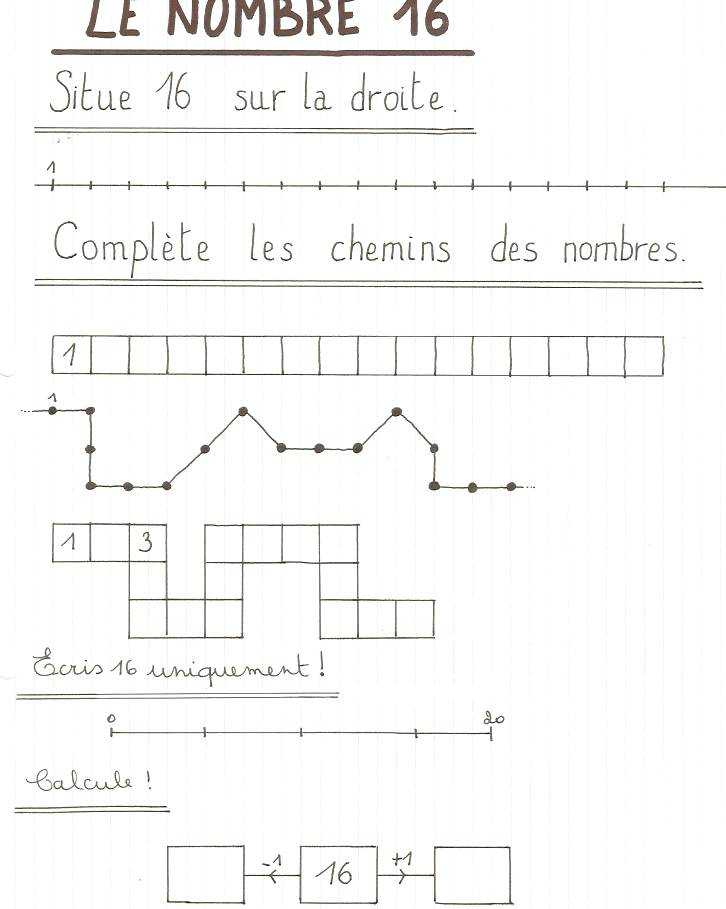 LE NOMBRE 16
Situe 16 sur la droite.
1
Complète les chemins des nombres.
1
1
1 3
Écris 16 uniquement !
0 20
Calcule !
-1 16 +1